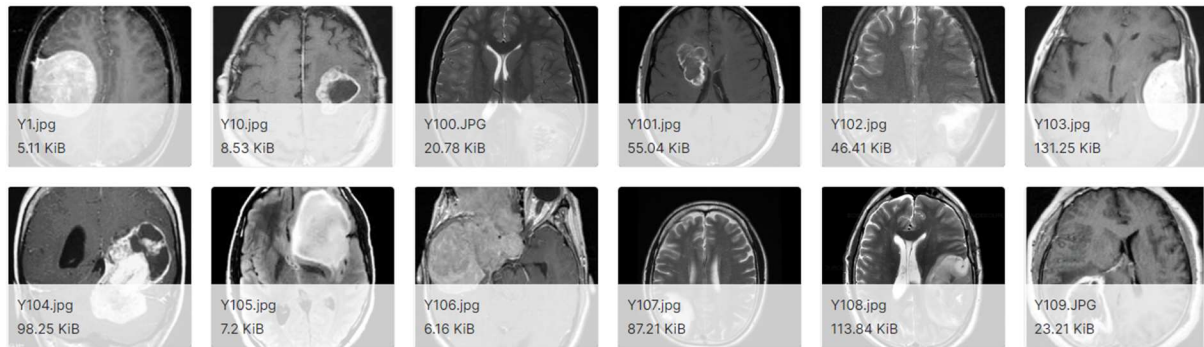 Y1.jpg
5.11 KiB
Y10.jpg
8.53 KiB
Y100.JPG
20.78 KiB
Y101.jpg
55.04 KiB
Y102.jpg
46.41 KiB
Y103.jpg
131.25 KiB
Y104.jpg
98.25 KiB
Y105.jpg
7.2 KiB
Y106.jpg
6.16 KiB
Y107.jpg
87.21 KiB
Y108.jpg
113.84 KiB
Y109.JPG
23.21 KiB